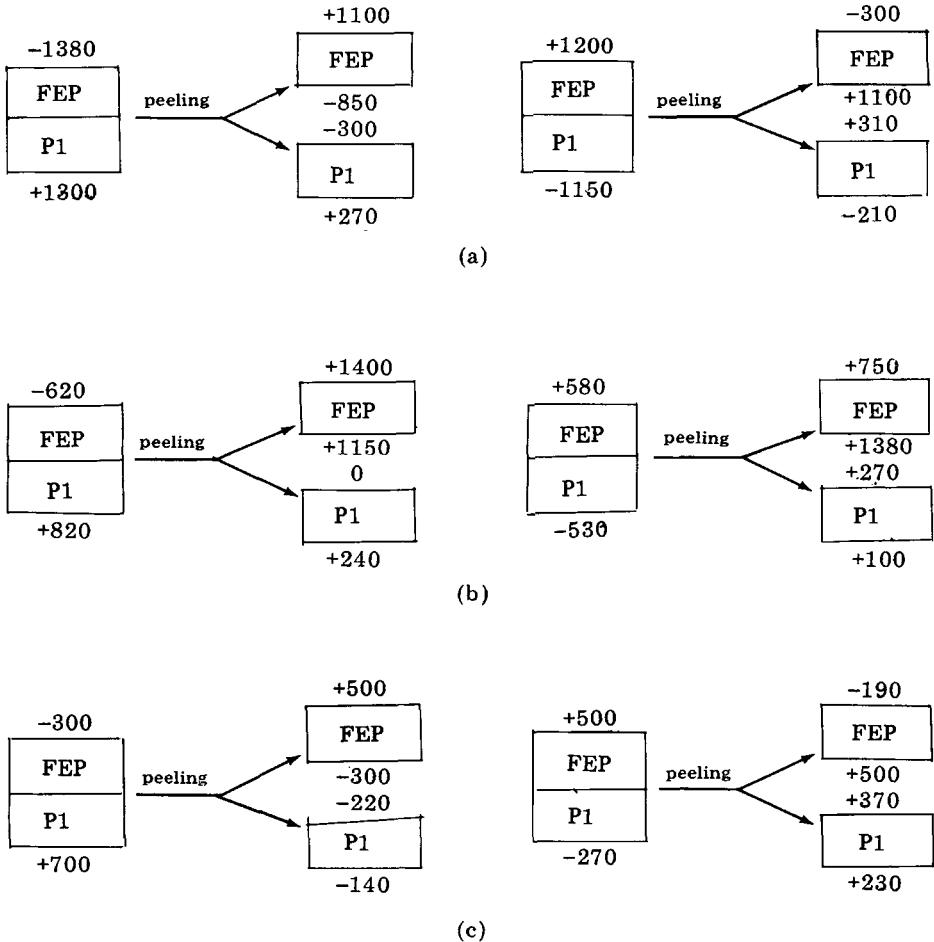 +1100
-300
-1380
+1200
FEP
FEP
FEP
FEP
peeling
peeling
-850
+1100
-300
+310
P1
P1
P1
P1
+1300
-1150
+270
-210
(a)
+1400
+750
-620
+580
FEP
FEP
FEP
FEP
peeling
peeling
+1150
+1380
0
+270
P1
P1
P1
P1
+820
-530
+240
+100
(b)
+500
-190
-300
+500
FEP
FEP
FEP
FEP
peeling
peeling
-300
+500
-220
+370
P1
P1
P1
P1
+700
-270
-140
+230
(c)